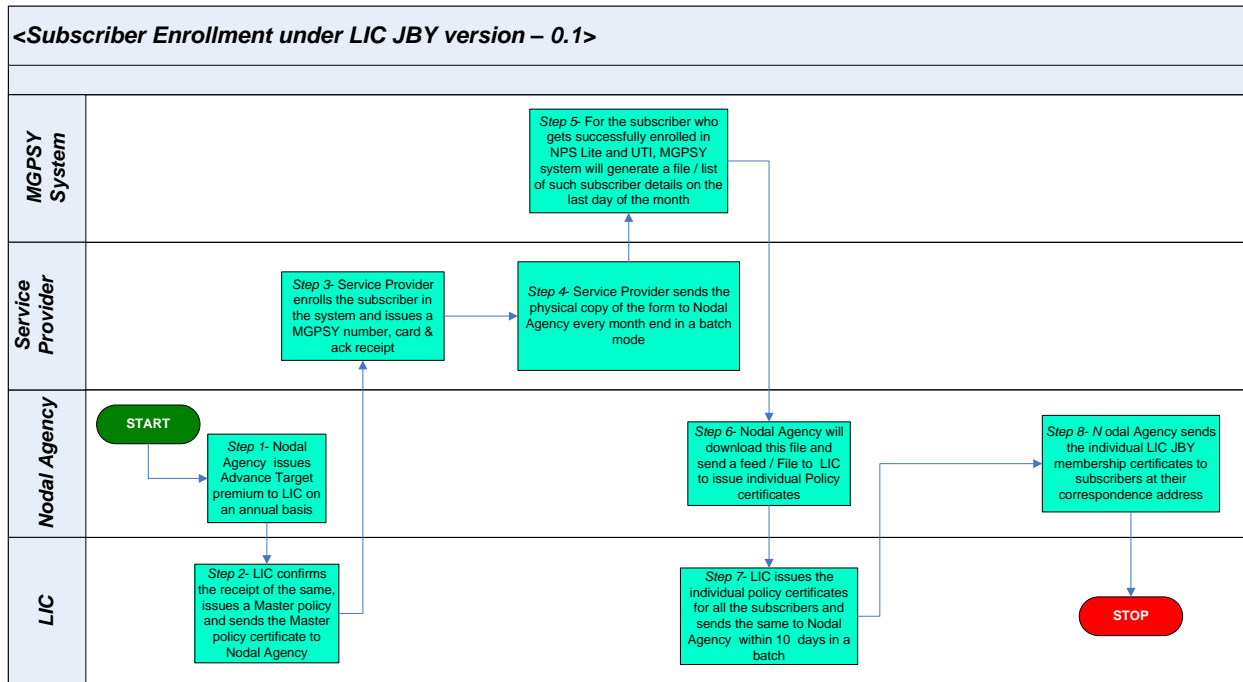 <Subscriber Enrollment under LIC JBY version – 0.1>
MGPSY
System
Step 5- For the subscriber who
gets successfully enrolled in
NPS Lite and UTI, MGPSY
system will generate a file / list
of such subscriber details on the
last day of the month
Service
Provider
Step 3- Service Provider
enrolls the subscriber in
the system and issues a
MGPSY number, card &
ack receipt
Step 4- Service Provider sends the
physical copy of the form to Nodal
Agency every month end in a batch
mode
Nodal Agency
START
Step 1- Nodal
Agency issues
Advance Target
premium to LIC on
an annual basis
Step 6- Nodal Agency will
download this file and
send a feed / File to LIC
to issue individual Policy
certificates
Step 8- N odal Agency sends
the individual LIC JBY
membership certificates to
subscribers at their
correspondence address
LIC
Step 2- LIC confirms
the receipt of the same,
issues a Master policy
and sends the Master
policy certificate to
Nodal Agency
Step 7- LIC issues the
individual policy certificates
for all the subscribers and
sends the same to Nodal
Agency within 10 days in a
batch
STOP